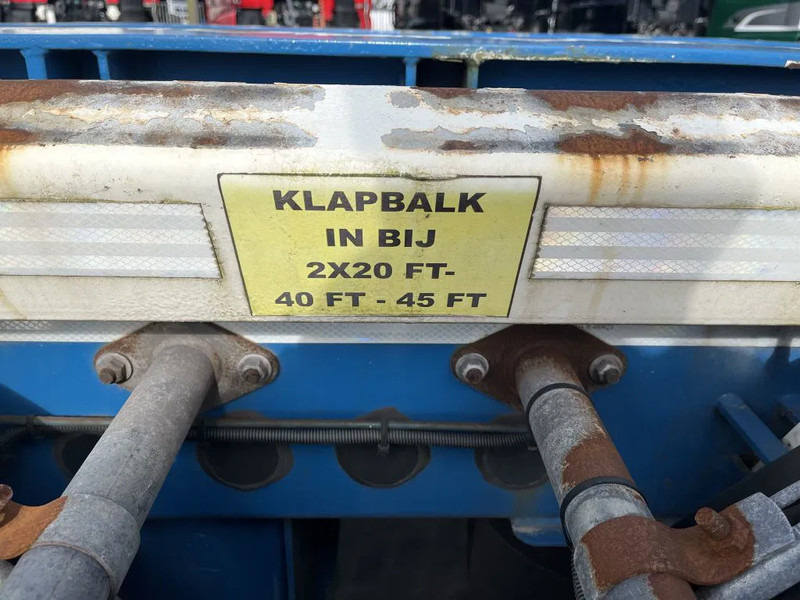 KLAPBALK
IN BIJ
2X20 FT-
40 FT - 45 FT